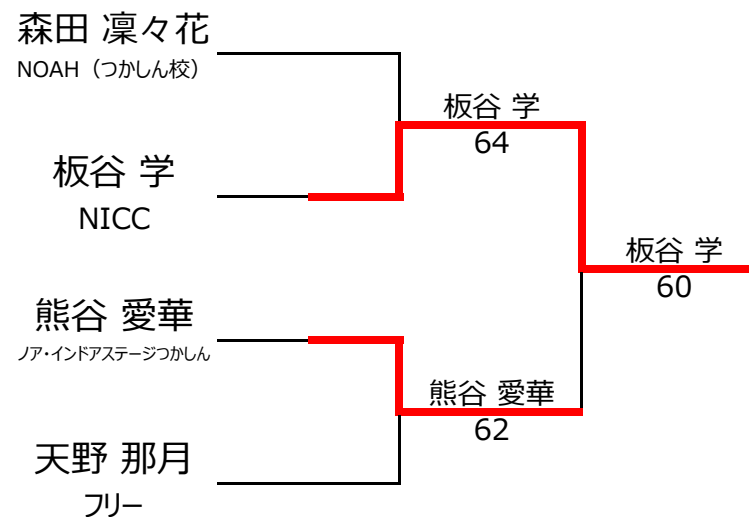 森田 凜々花
NOAH（つかしん校）
板谷 学
64
板谷 学
NICC
板谷 学
60
熊谷 愛華
ノア・インドアステージつかしん
熊谷 愛華
62
天野 那月
フリー